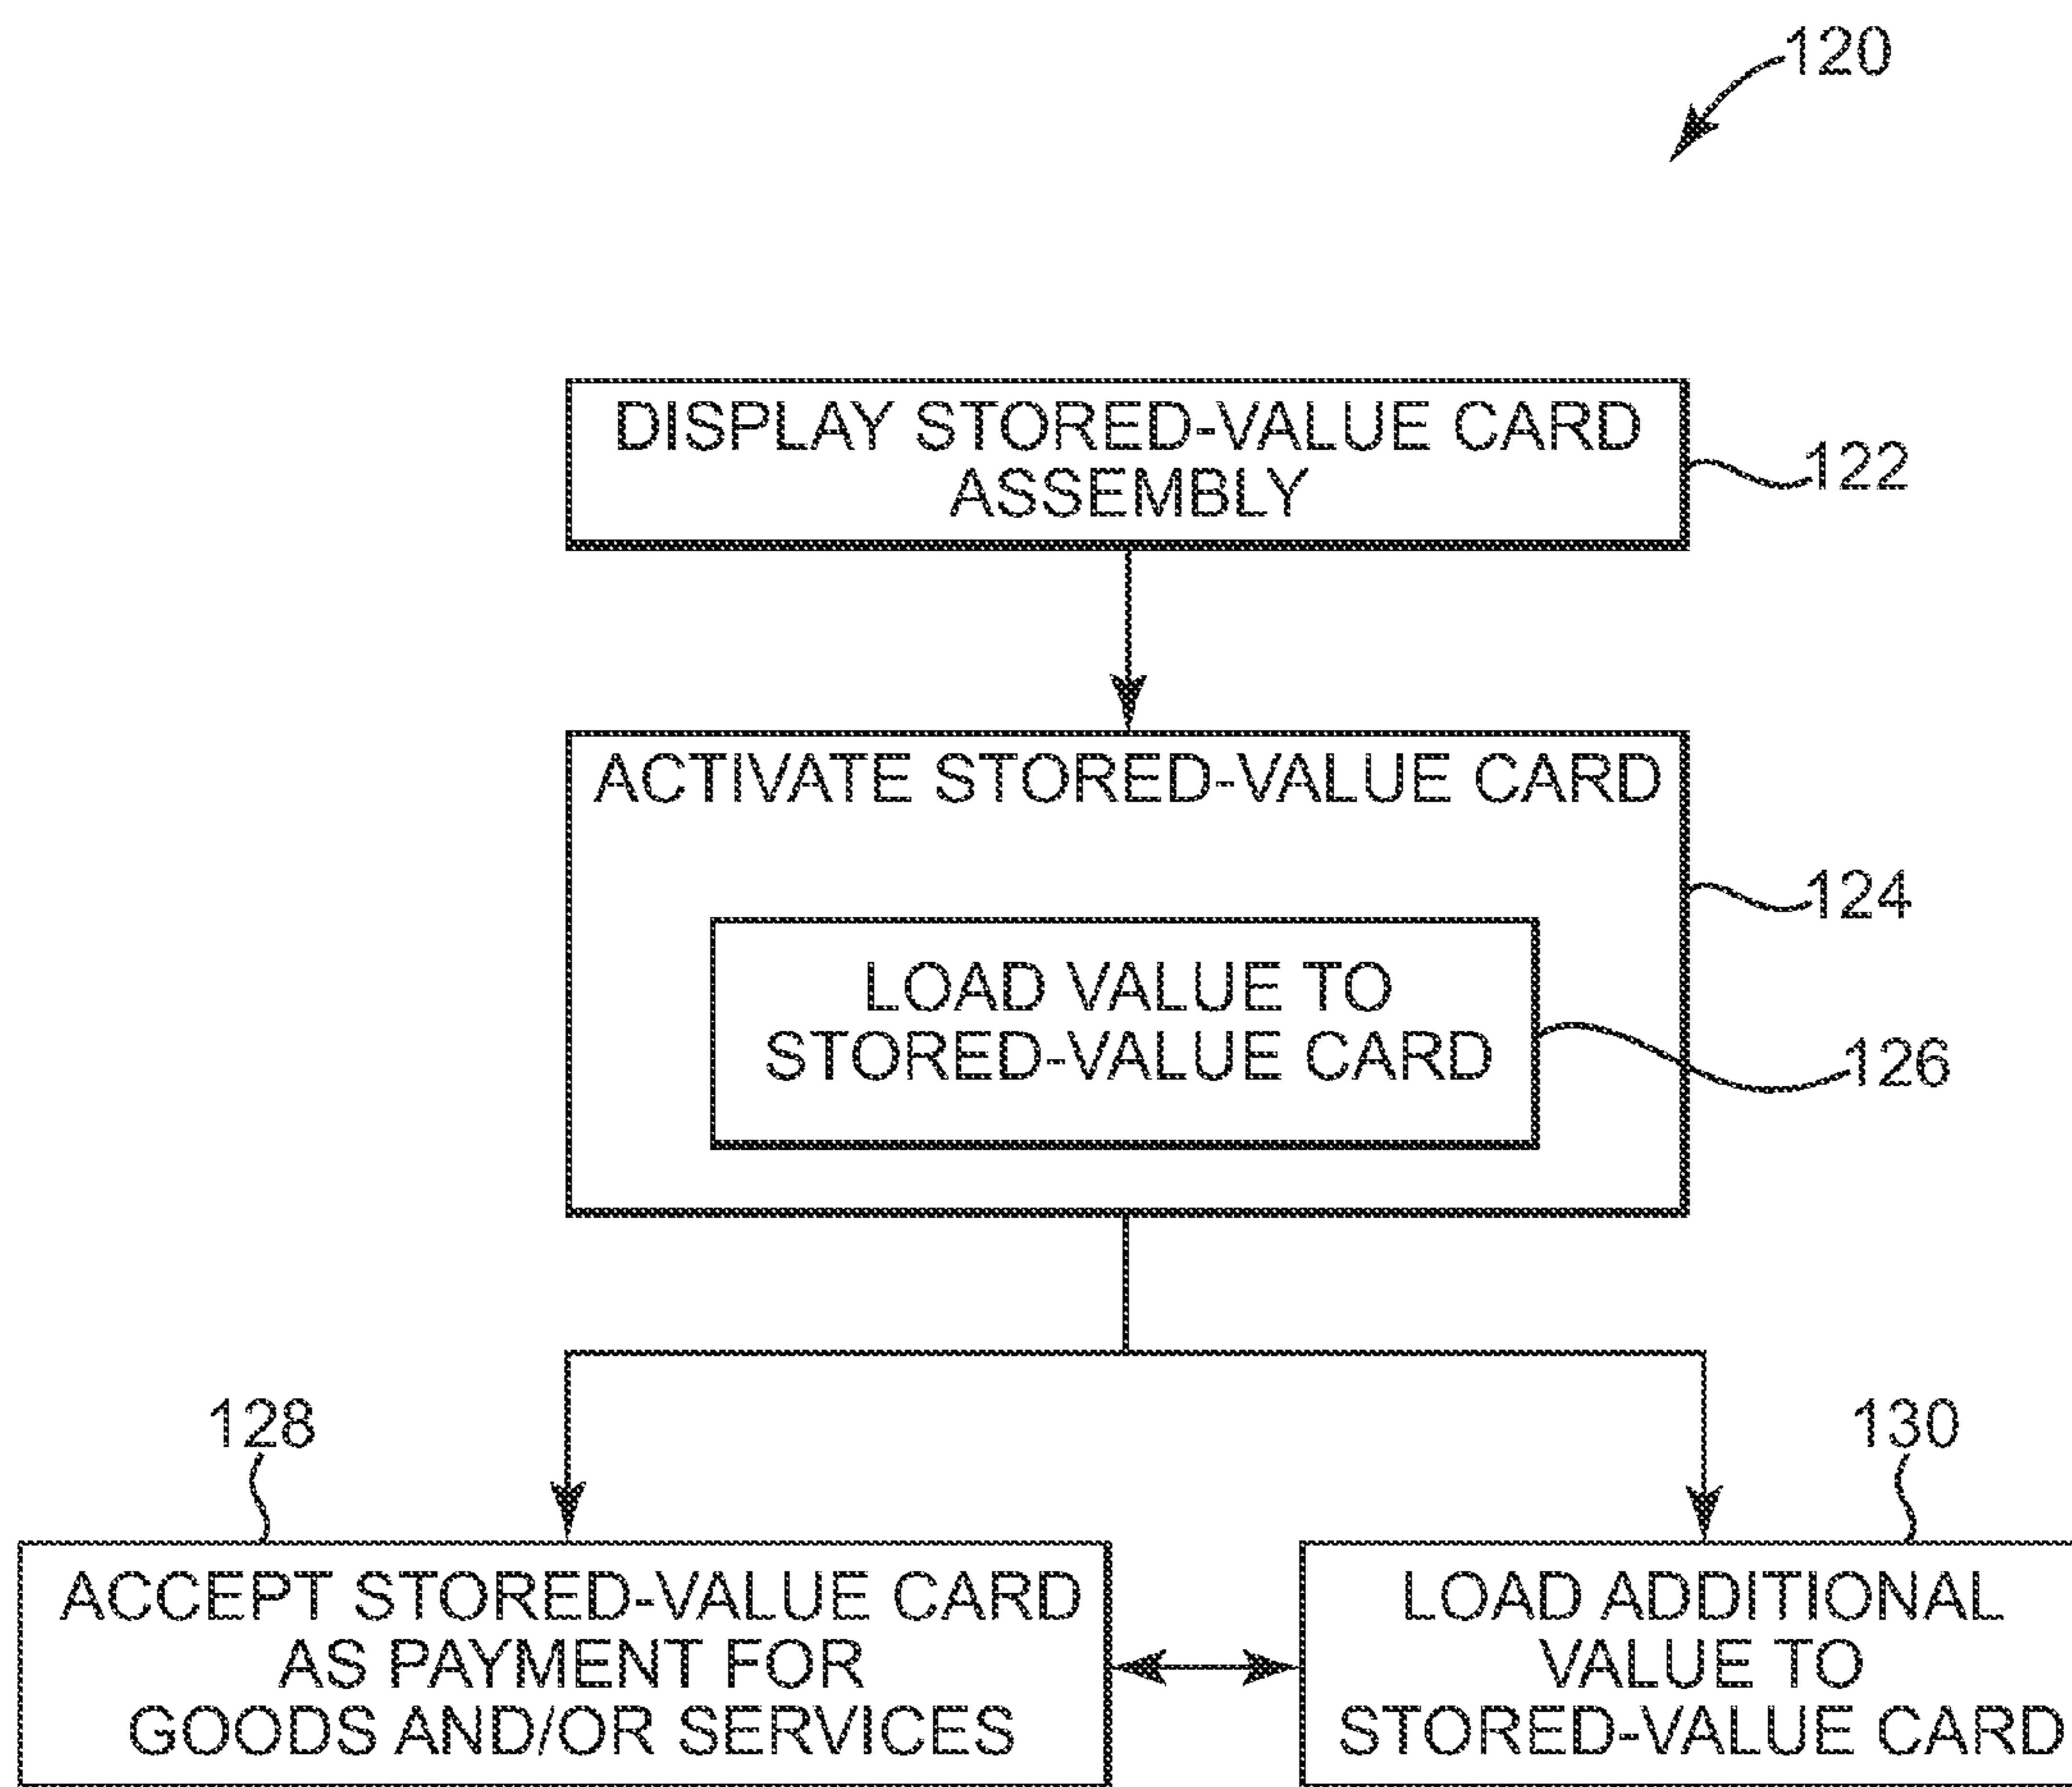 120
DISPLAY STORED-VALUE CARD
ASSEMBLY
122
ACTIVATE STORED-VALUE CARD
124
LOAD VALUE TO
STORED-VALUE CARD
126
128
130
ACCEPT STORED-VALUE CARD
AS PAYMENT FOR
GOODS AND/OR SERVICES
LOAD ADDITIONAL
VALUE TO
STORED-VALUE CARD